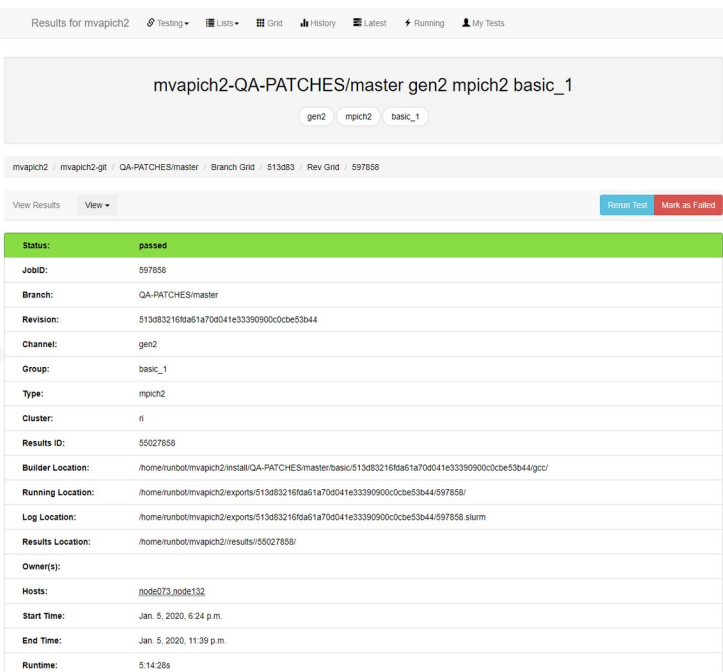 Results for mvapich2 Testing Lists Grid History Latest Running My Tests
mvapich2-QA-PATCHES/master gen2 mpich2 basic_1
gen2 mpich2 basic_1
mvapich2 / mvapich2-git / QA-PATCHES/master / Branch Grid / 513d83 / Rev Grid / 597858
View Results View Rerun Test Mark as Failed
Status: passed
JobID: 597858
Branch: QA-PATCHES/master
Revision: 513d83216fda61a70d041e33390900c0cbe53b44
Channel: gen2
Group: basic_1
Type: mpich2
Cluster: ri
Results ID: 55027858
Builder Location: /home/runbot/mvapich2/install/QA-PATCHES/master/basic/513d83216fda61a70d041e33390900c0cbe53b44/gcc/
Running Location: /home/runbot/mvapich2/exports/513d83216fda61a70d041e33390900c0cbe53b44/597858/
Log Location: /home/runbot/mvapich2/exports/513d83216fda61a70d041e33390900c0cbe53b44/597858.slurm
Results Location: /home/runbot/mvapich2//results//55027858/
Owner(s):
Hosts: node073,node132
Start Time: Jan. 5, 2020, 6:24 p.m.
End Time: Jan. 5, 2020, 11:39 p.m.
Runtime: 5:14:28s